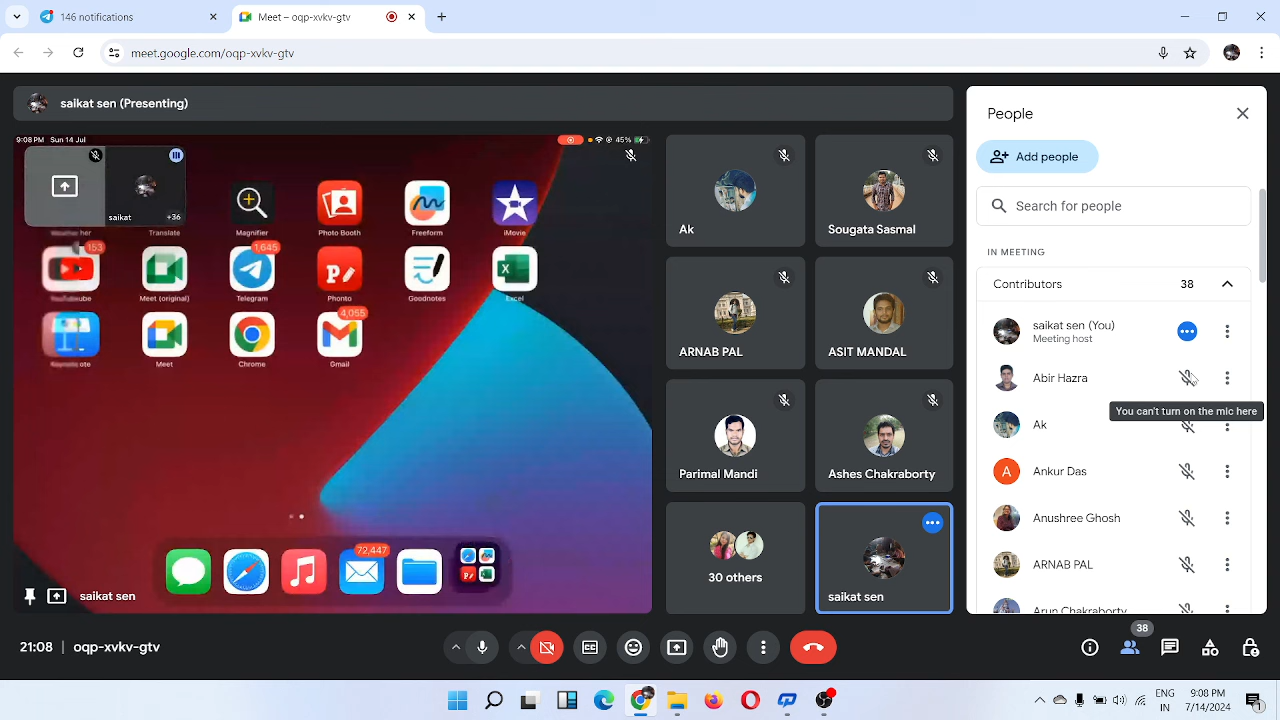 146 notifications
Meet – oqp-xvkv-gtv
meet.google.com/oqp-xvkv-gtv
saikat sen (Presenting)
9:08 PM Sun 14 Jul
45%
saikat
+36
Translate
Magnifier
Photo Booth
Freeform
iMovie
153
1,645
Meet (original)
Telegram
Phonto
Goodnotes
Excel
4,055
Meet
Chrome
Gmail
72,447
saikat sen
Ak
Sougata Sasmal
ARNAB PAL
ASIT MANDAL
Parimal Mandi
Ashes Chakraborty
30 others
saikat sen
People
Add people
Search for people
IN MEETING
Contributors 38
saikat sen (You)
Meeting host
Abir Hazra
You can't turn on the mic here
Ak
A
Ankur Das
Anushree Ghosh
ARNAB PAL
Arun Chakraborty
21:08 | oqp-xvkv-gtv
38
ENG
IN
9:08 PM
7/14/2024
1